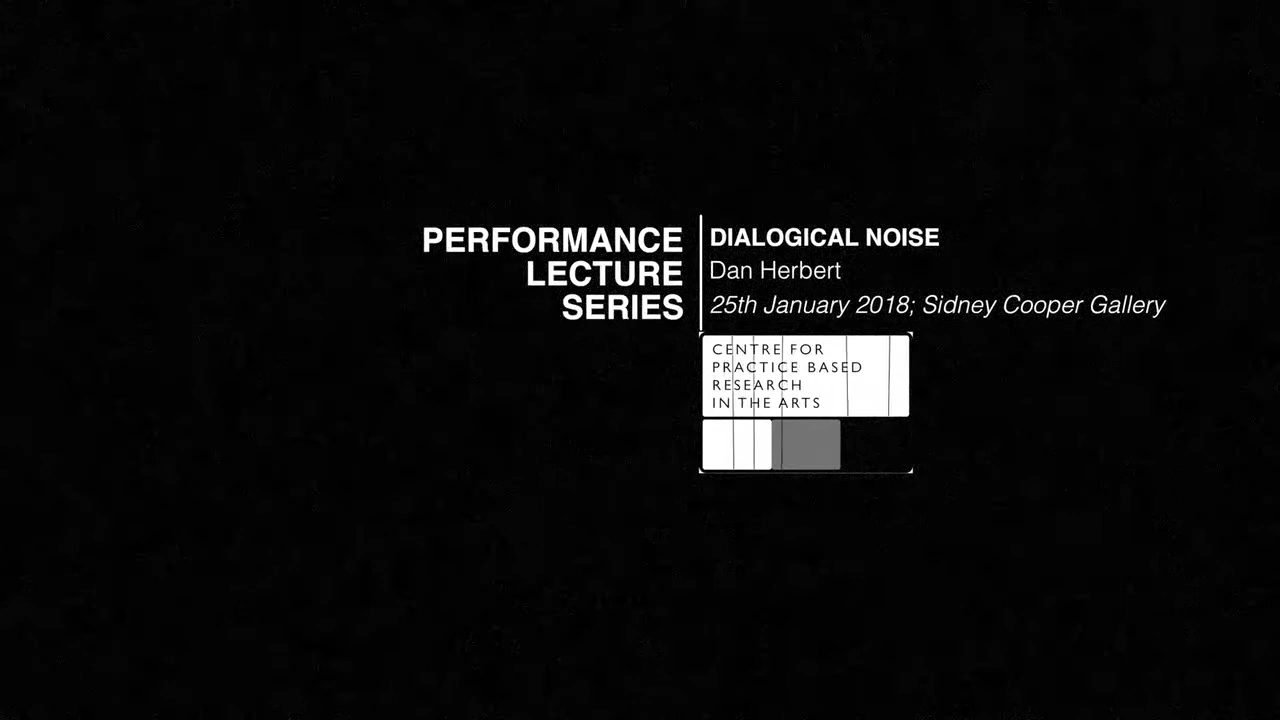 PERFORMANCE
LECTURE
SERIES
DIALOGICAL NOISE
Dan Herbert
25th January 2018; Sidney Cooper Gallery
CENTRE FOR
PRACTICE BASED
RESEARCH
IN THE ARTS